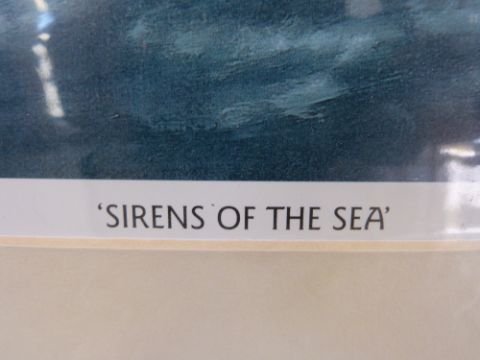 ‘SIRENS OF THE SEA’